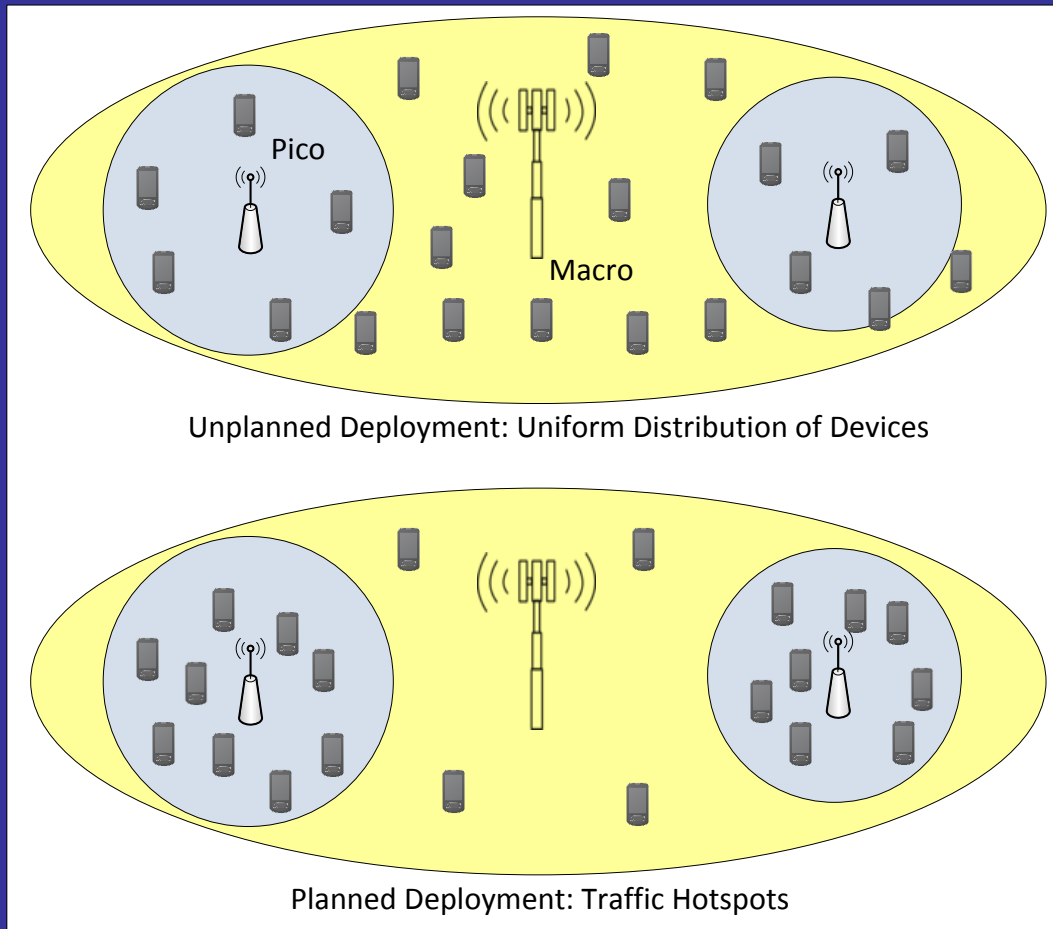 Pico
Macro
Unplanned Deployment: Uniform Distribution of Devices
Planned Deployment: Traffic Hotspots